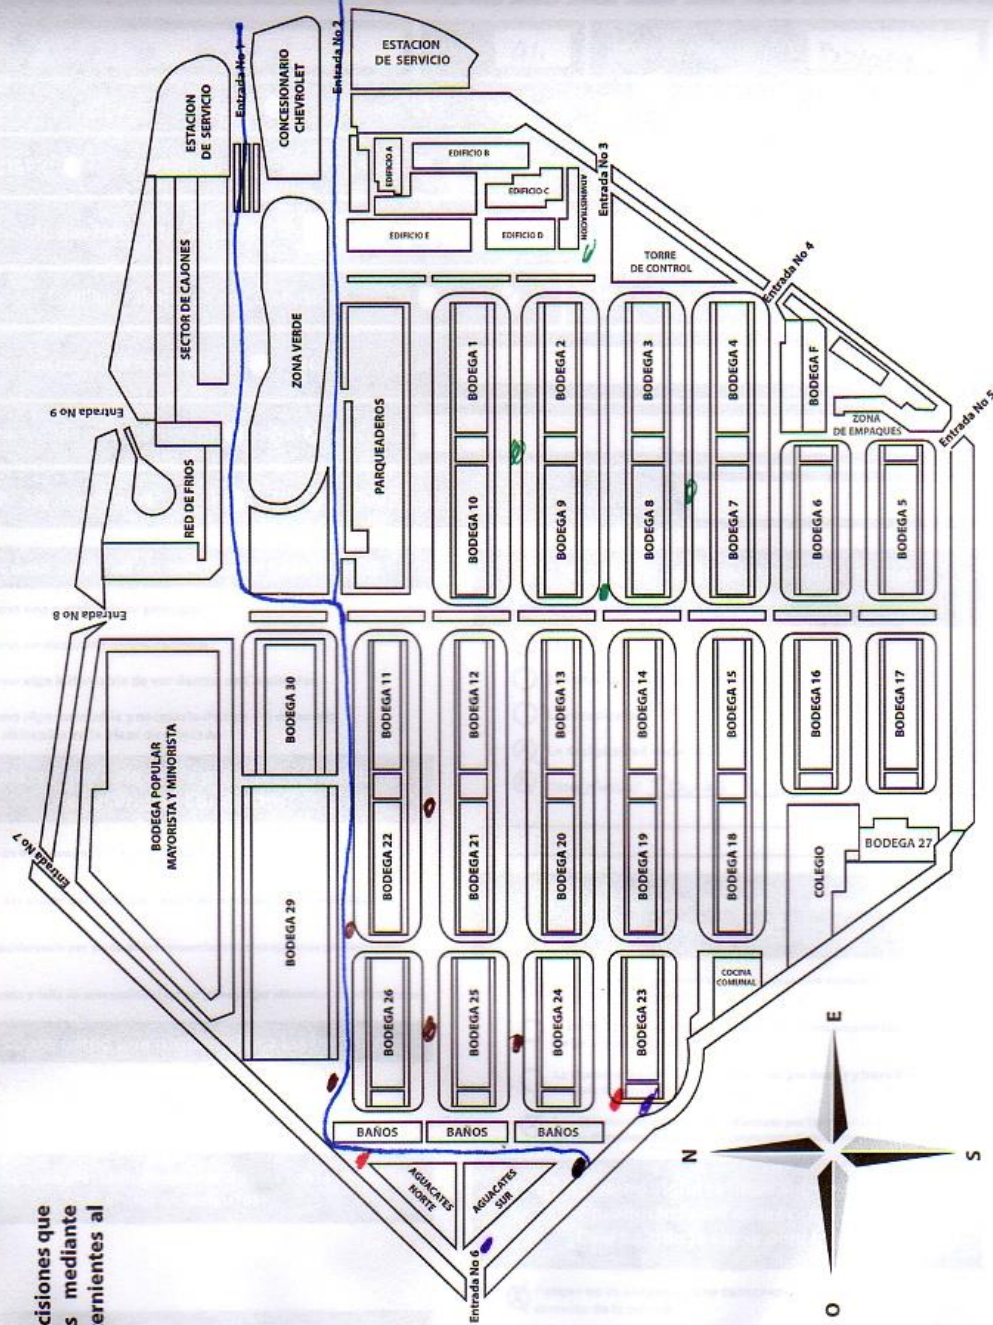 Entrada No 1
Entrada No 2
ESTACION
DE SERVICIO
CONCESIONARIO
CHEVROLET
ESTACION
DE SERVICIO
EDIFICIO A
EDIFICIO B
EDIFICIO C
ADMINISTRACION
Entrada No 3
EDIFICIO E
EDIFICIO D
TORRE
DE CONTROL
Entrada No 4
SECTOR DE CAJONES
ZONA VERDE
Entrada No 9
PARQUEADEROS
BODEGA 1
BODEGA 2
BODEGA 3
BODEGA 4
BODEGA F
ZONA
DE EMPAQUES
Entrada No 5
RED DE FRIOS
BODEGA 10
BODEGA 9
BODEGA 8
BODEGA 7
BODEGA 6
BODEGA 5
Entrada No 8
BODEGA 30
BODEGA 11
BODEGA 12
BODEGA 13
BODEGA 14
BODEGA 15
BODEGA 16
BODEGA 17
BODEGA POPULAR
MAYORISTA Y MINORISTA
Entrada No 7
BODEGA 29
BODEGA 22
BODEGA 21
BODEGA 20
BODEGA 19
BODEGA 18
COLEGIO
BODEGA 27
BODEGA 26
BODEGA 25
BODEGA 24
BODEGA 23
COCINA
COMUNAL
BAÑOS
BAÑOS
BAÑOS
AGUACATES
NORTE
AGUACATES
SUR
Entrada No 6
N
E
S
O
cisiones que
s mediante
ernientes al